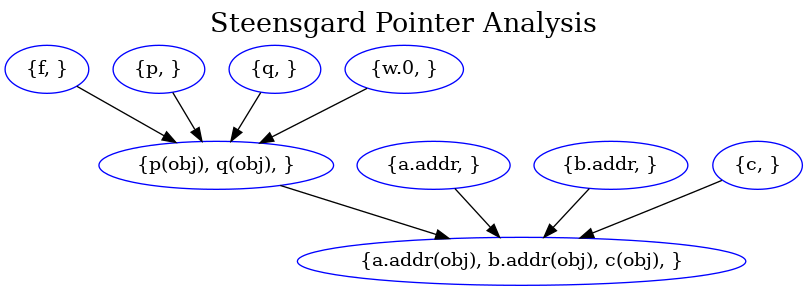 Steensgard Pointer Analysis
{f, }
{p, }
{q, }
{w.0, }
{p(obj), q(obj), }
{a.addr, }
{b.addr, }
{c, }
{a.addr(obj), b.addr(obj), c(obj), }